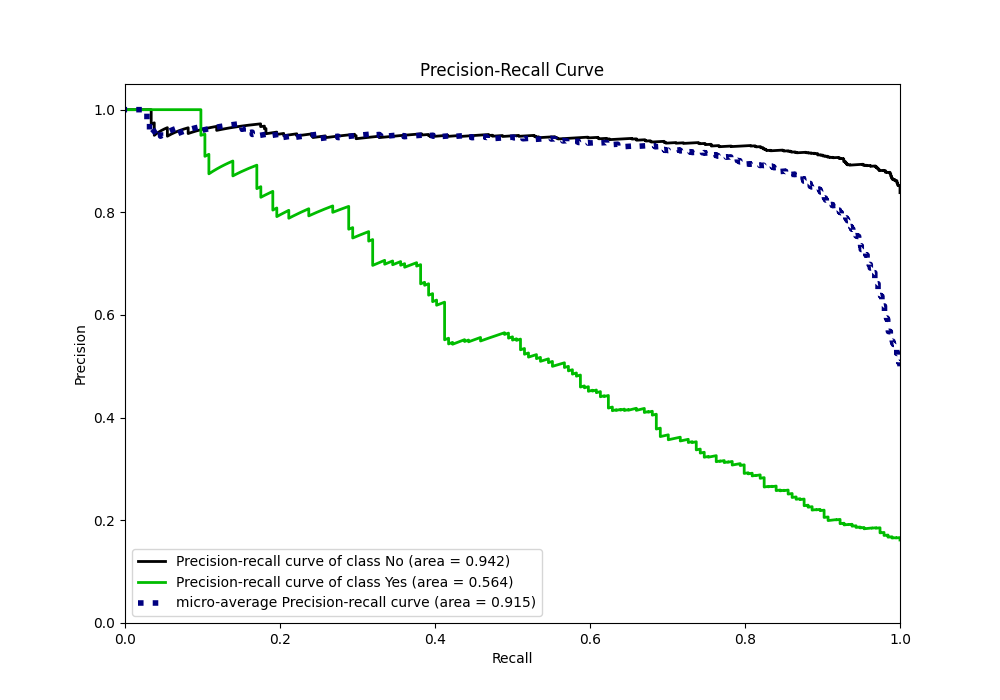 Precision-Recall Curve
1.0
0.8
0.6
0.4
0.2
0.0
Precision
Precision-recall curve of class No (area = 0.942)
Precision-recall curve of class Yes (area = 0.564)
micro-average Precision-recall curve (area = 0.915)
0.0 0.2 0.4 0.6 0.8 1.0
Recall